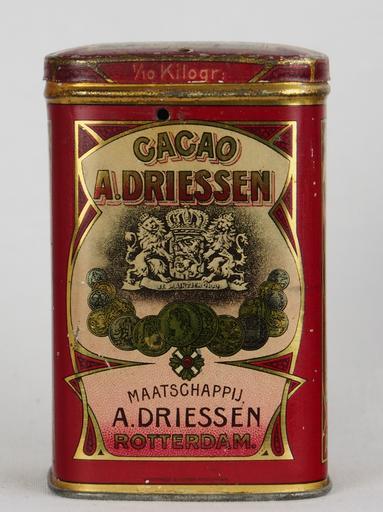 1/10 Kilogr.
CACAO
A. DRIESSEN
JE MAINTIENDRAI
MAATSCHAPPIJ,
A. DRIESSEN
ROTTERDAM.